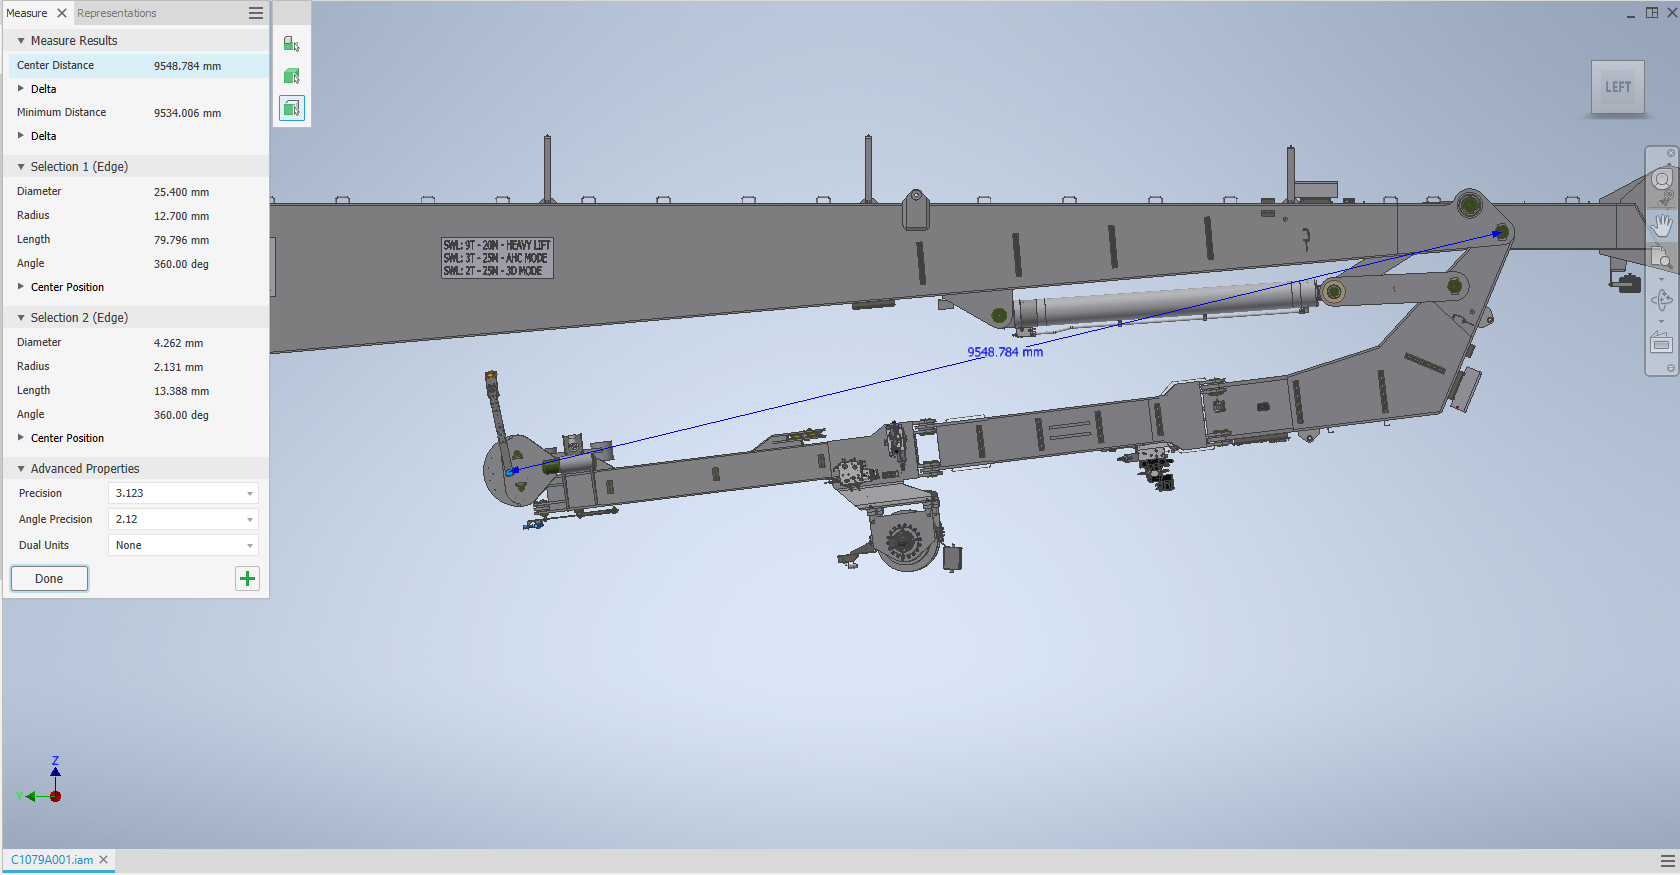 Measure
Representations
Measure Results
Center Distance 9548.784 mm
Delta
Minimum Distance 9534.006 mm
Delta
Selection 1 (Edge)
Diameter 25.400 mm
Radius 12.700 mm
Length 79.796 mm
Angle 360.00 deg
Center Position
Selection 2 (Edge)
Diameter 4.262 mm
Radius 2.131 mm
Length 13.388 mm
Angle 360.00 deg
Center Position
Advanced Properties
Precision 3.123
Angle Precision 2.12
Dual Units None
Done
LEFT
SWL: 9T - 20M - HEAVY LIFT
SWL: 3T - 25M - AHC MODE
SWL: 2T - 25M - 3D MODE
9548.784 mm
Z
Y
C1079A001.iam